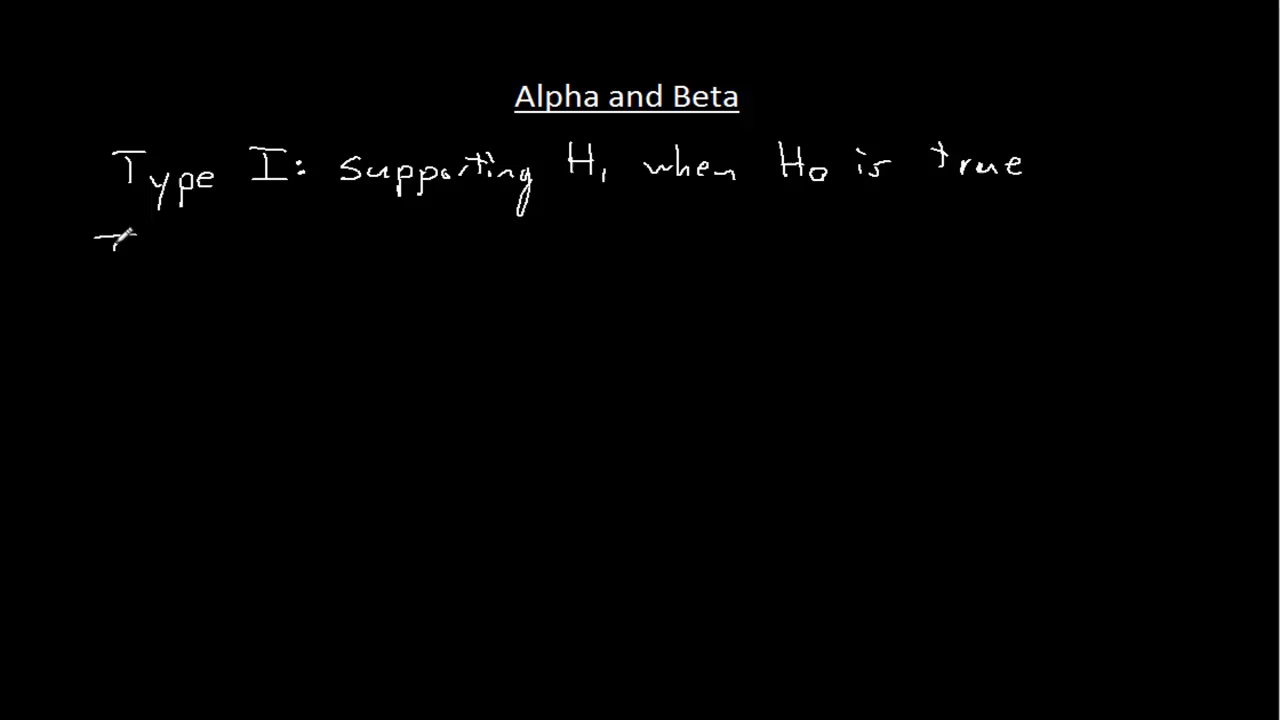 Alpha and Beta
Type I: supporting H₁ when H₀ is true
T